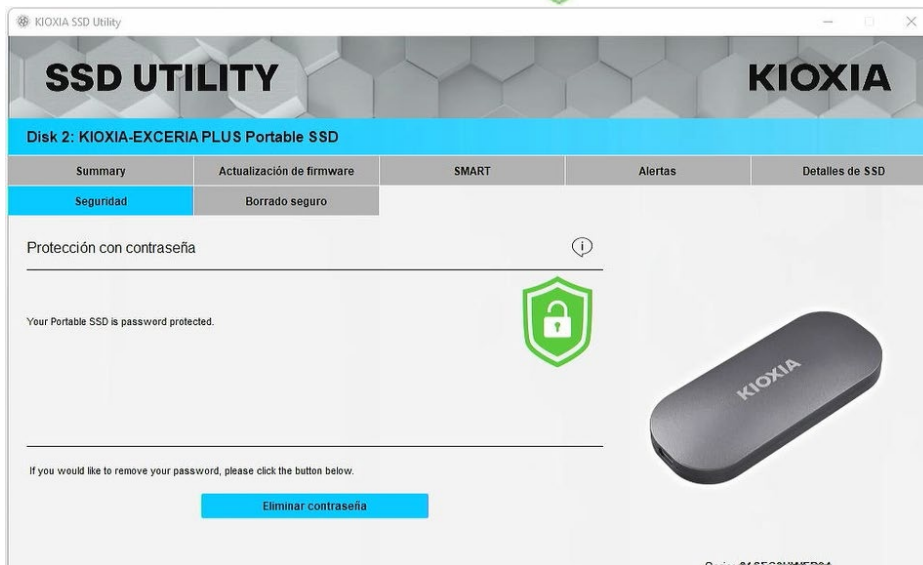 KIOXIA SSD Utility
SSD UTILITY
KIOXIA
Disk 2: KIOXIA-EXCERIA PLUS Portable SSD
Summary
Actualización de firmware
SMART
Alertas
Detalles de SSD
Seguridad
Borrado seguro
Protección con contraseña
Your Portable SSD is password protected.
KIOXIA
If you would like to remove your password, please click the button below.
Eliminar contraseña